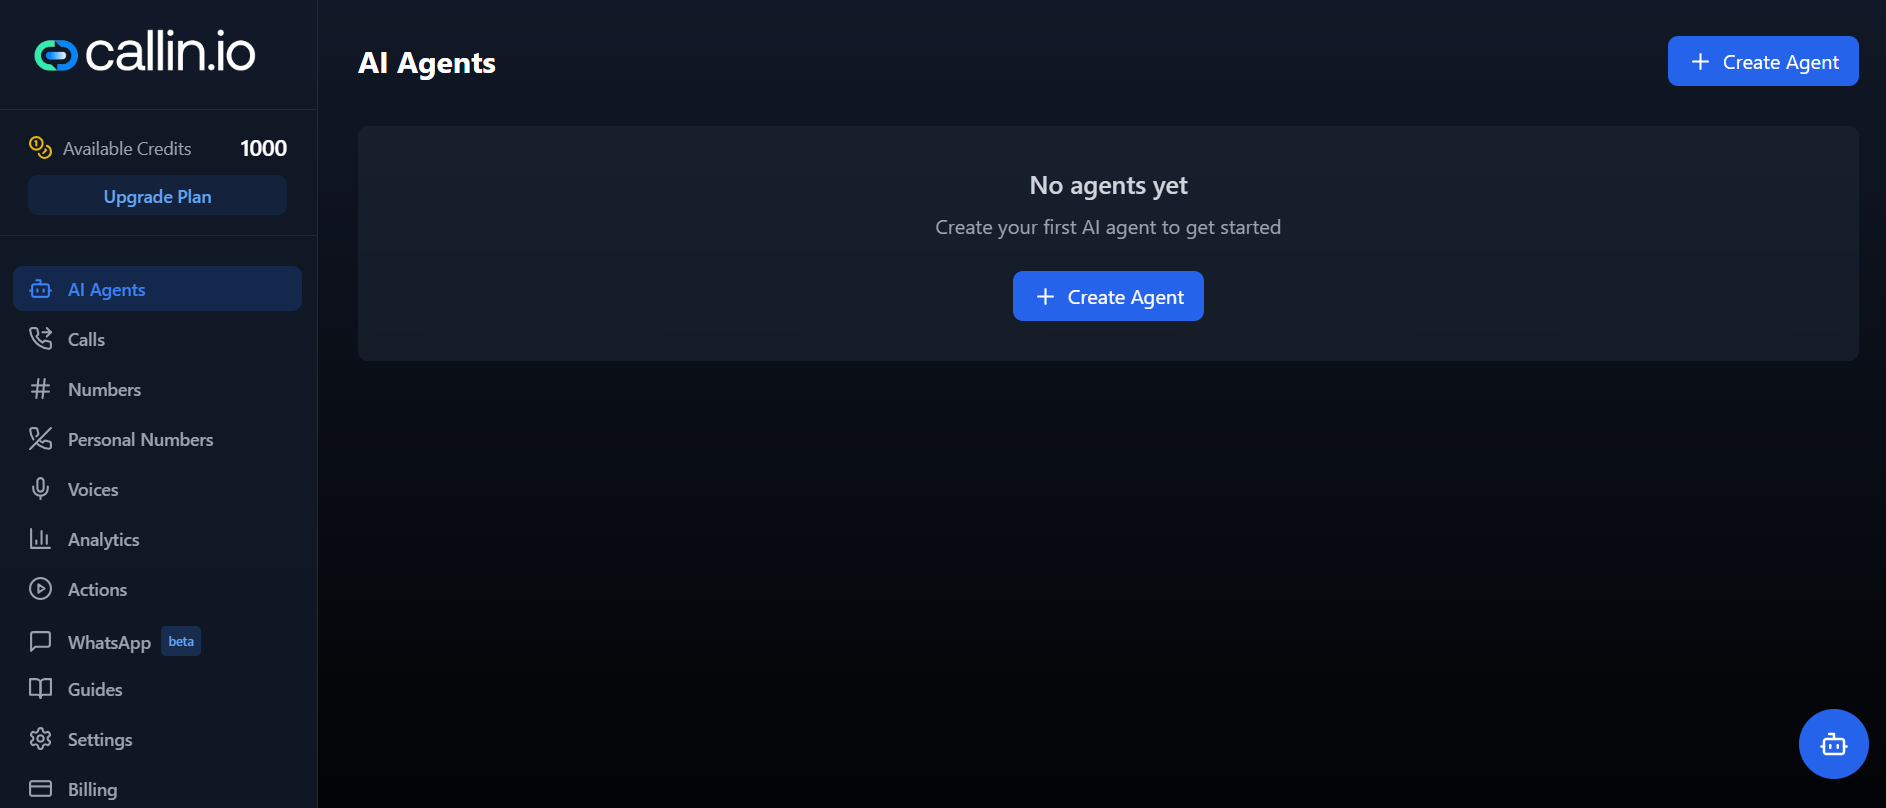 callin.io
Available Credits 1000
Upgrade Plan
AI Agents
Calls
Numbers
Personal Numbers
Voices
Analytics
Actions
WhatsApp beta
Guides
Settings
Billing
AI Agents
Create Agent
No agents yet
Create your first AI agent to get started
Create Agent